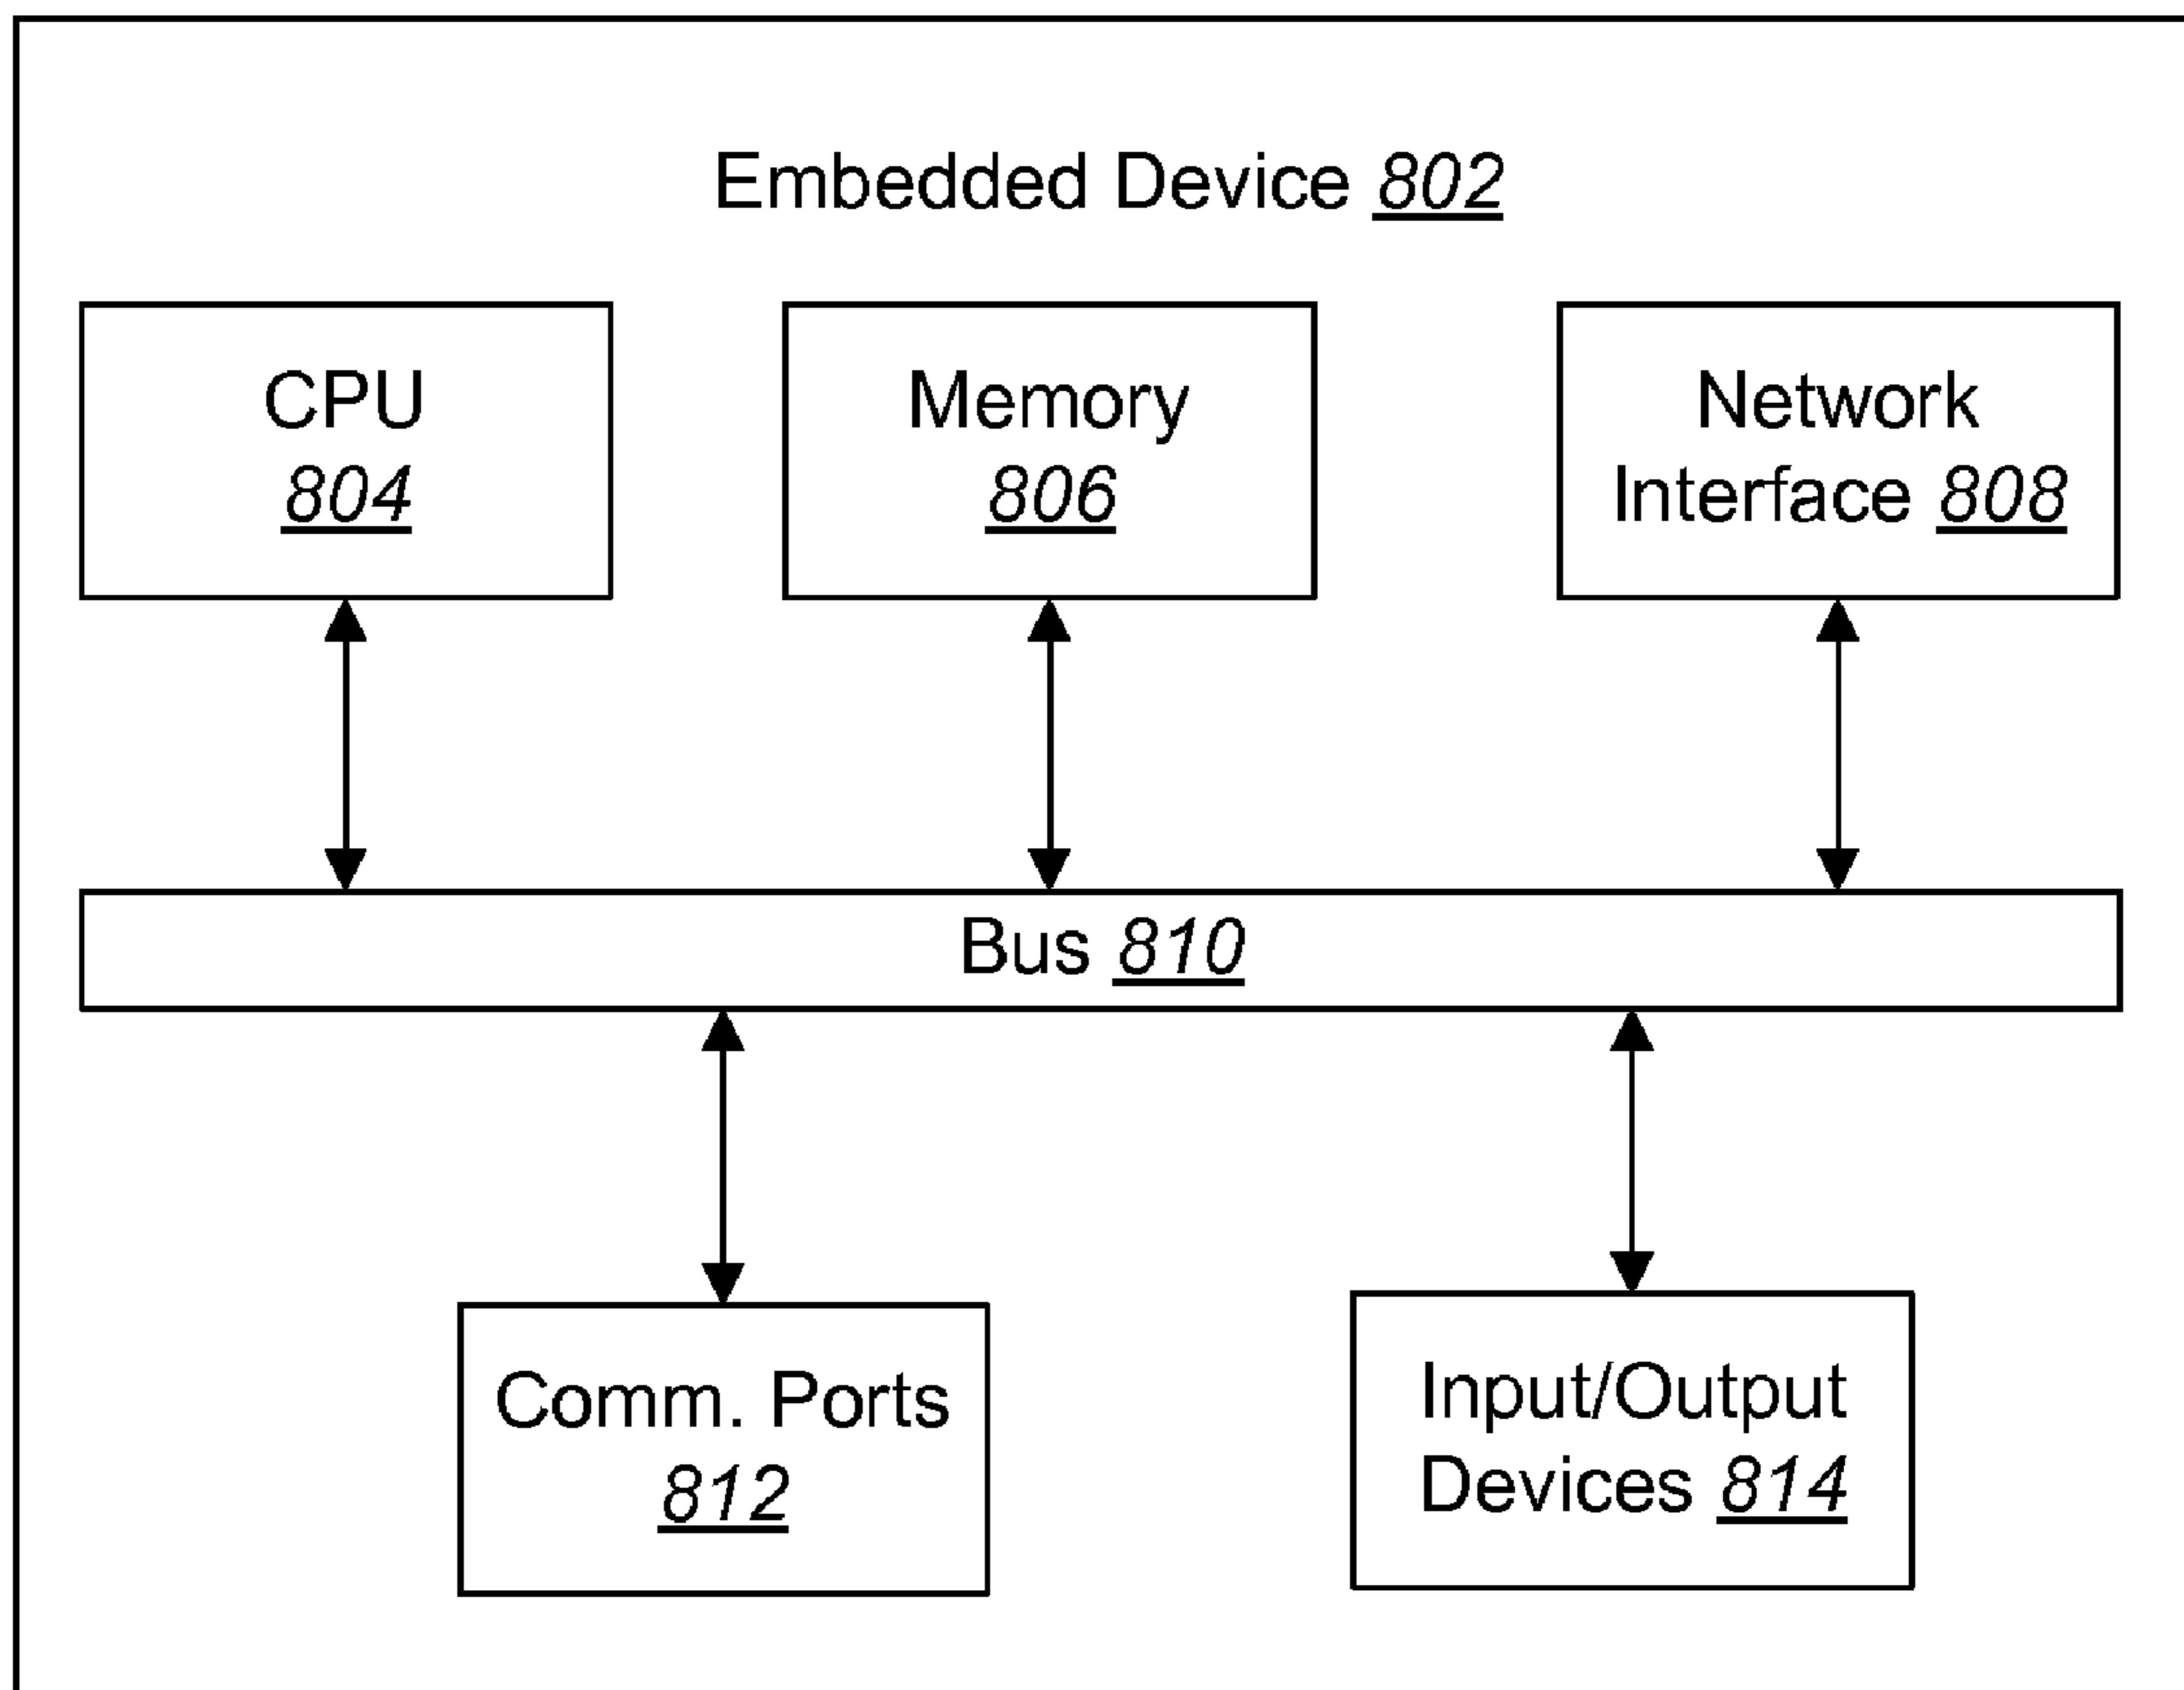 Embedded Device 802
CPU
804
Memory
806
Network
Interface 808
Bus 810
Comm. Ports
812
Input/Output
Devices 814